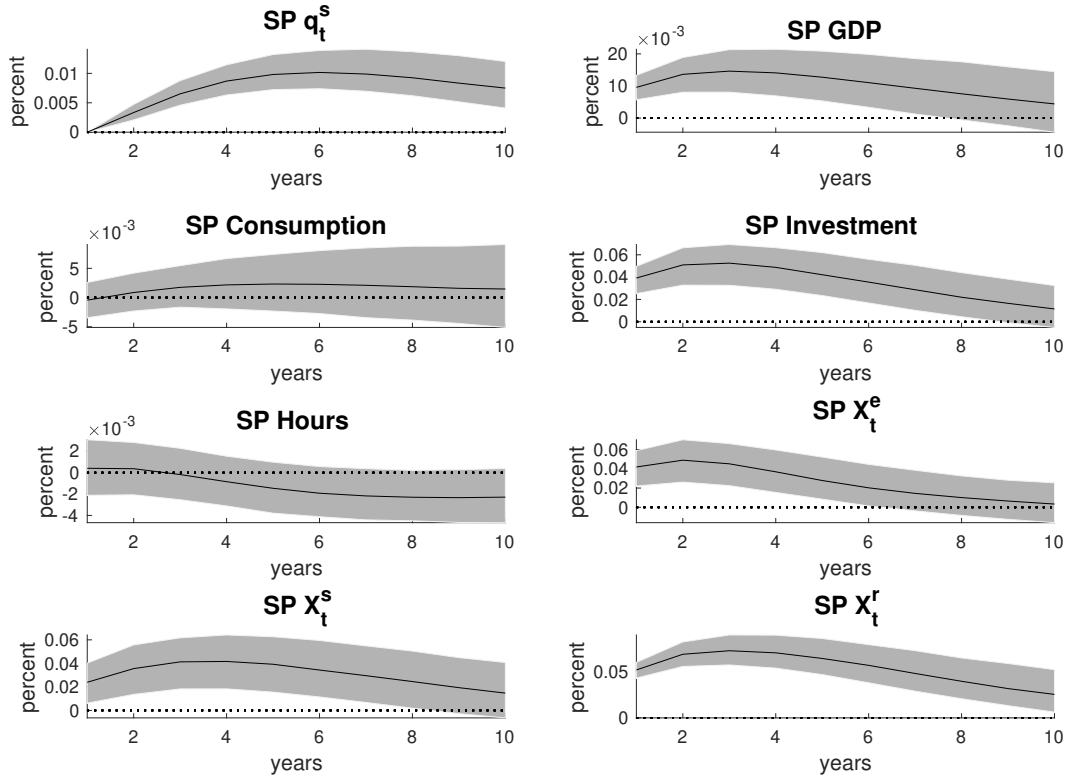 SP q_t^s
percent
0.01
0.005
0
2 4 6 8 10
years
SP GDP
×10^-3
percent
20
10
0
2 4 6 8 10
years
SP Consumption
×10^-3
percent
5
0
-5
2 4 6 8 10
years
SP Investment
percent
0.06
0.04
0.02
0
2 4 6 8 10
years
SP Hours
×10^-3
percent
2
0
-2
-4
2 4 6 8 10
years
SP X_t^e
percent
0.06
0.04
0.02
0
2 4 6 8 10
years
SP X_t^s
percent
0.06
0.04
0.02
0
2 4 6 8 10
years
SP X_t^r
percent
0.05
0
2 4 6 8 10
years